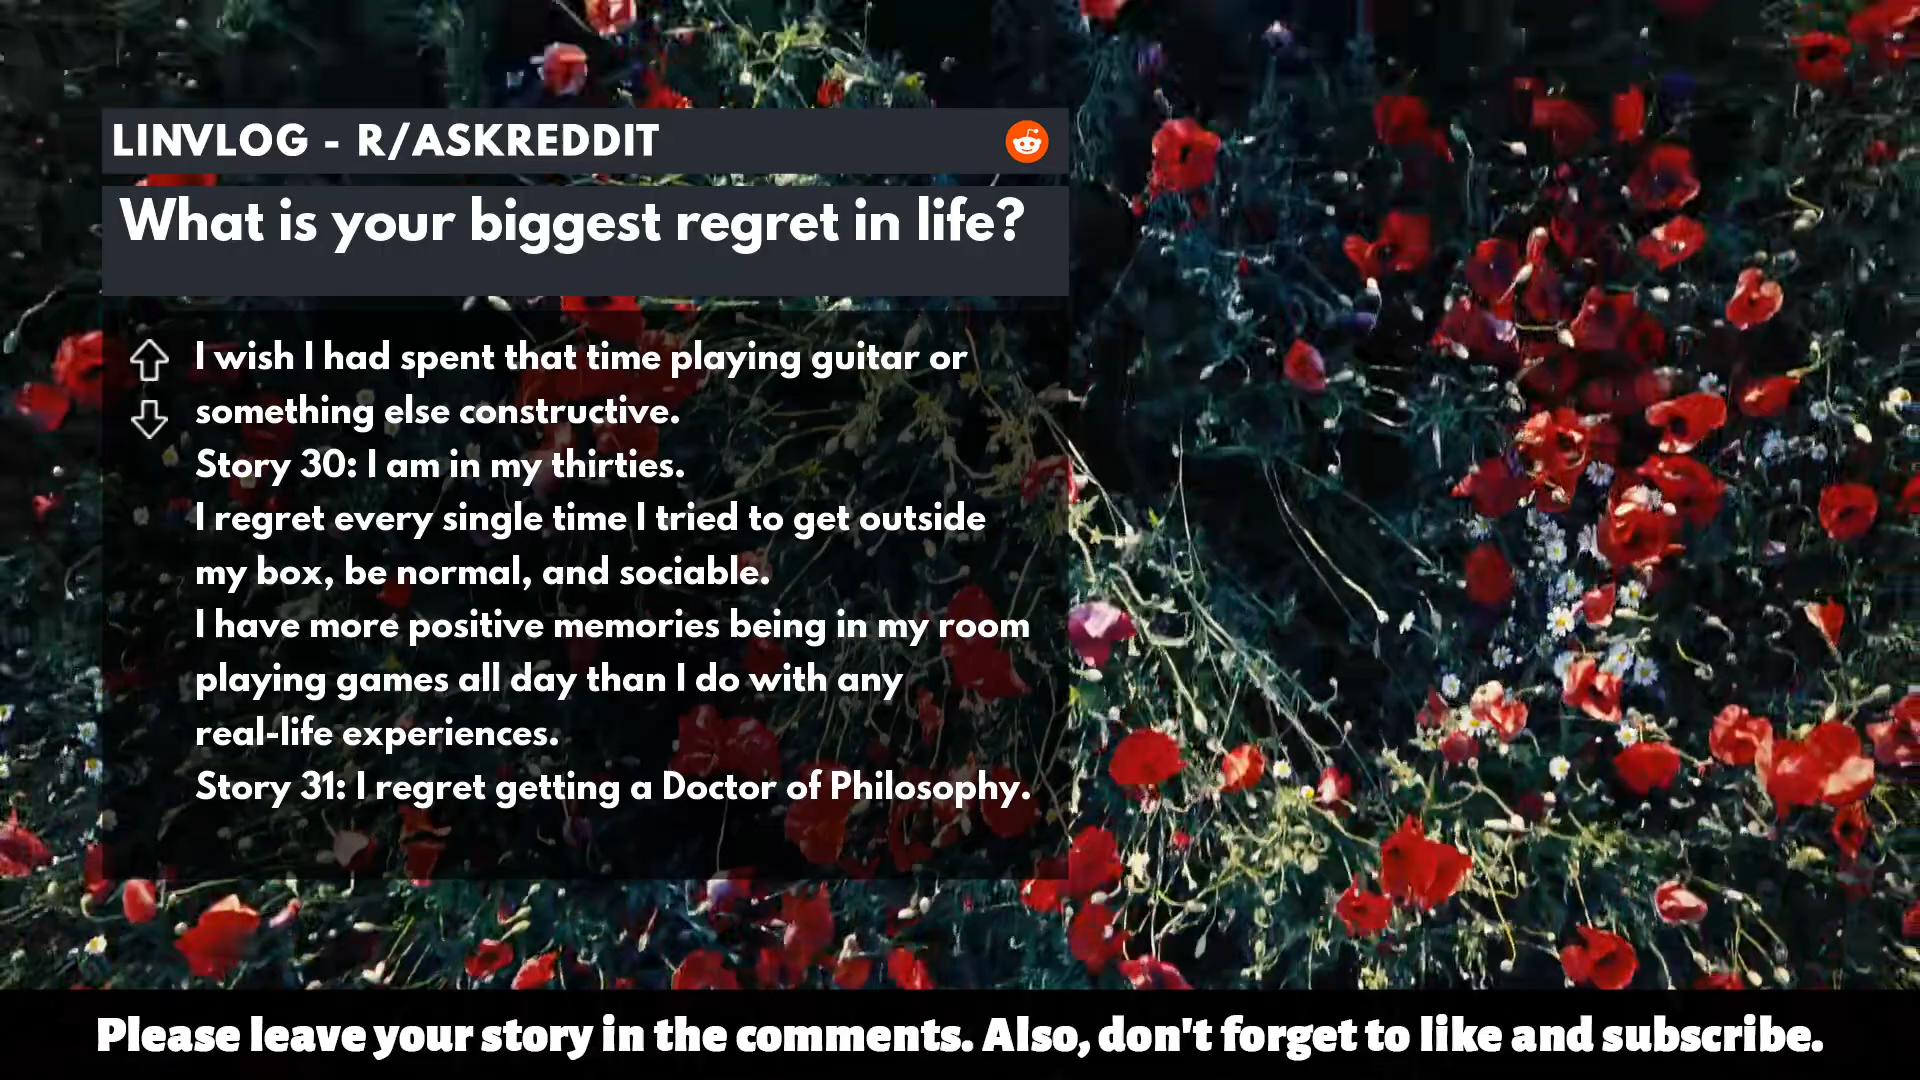 LINVLOG - R/ASKREDDIT
What is your biggest regret in life?
I wish I had spent that time playing guitar or
something else constructive.
Story 30: I am in my thirties.
I regret every single time I tried to get outside
my box, be normal, and sociable.
I have more positive memories being in my room
playing games all day than I do with any
real-life experiences.
Story 31: I regret getting a Doctor of Philosophy.
Please leave your story in the comments. Also, don't forget to like and subscribe.